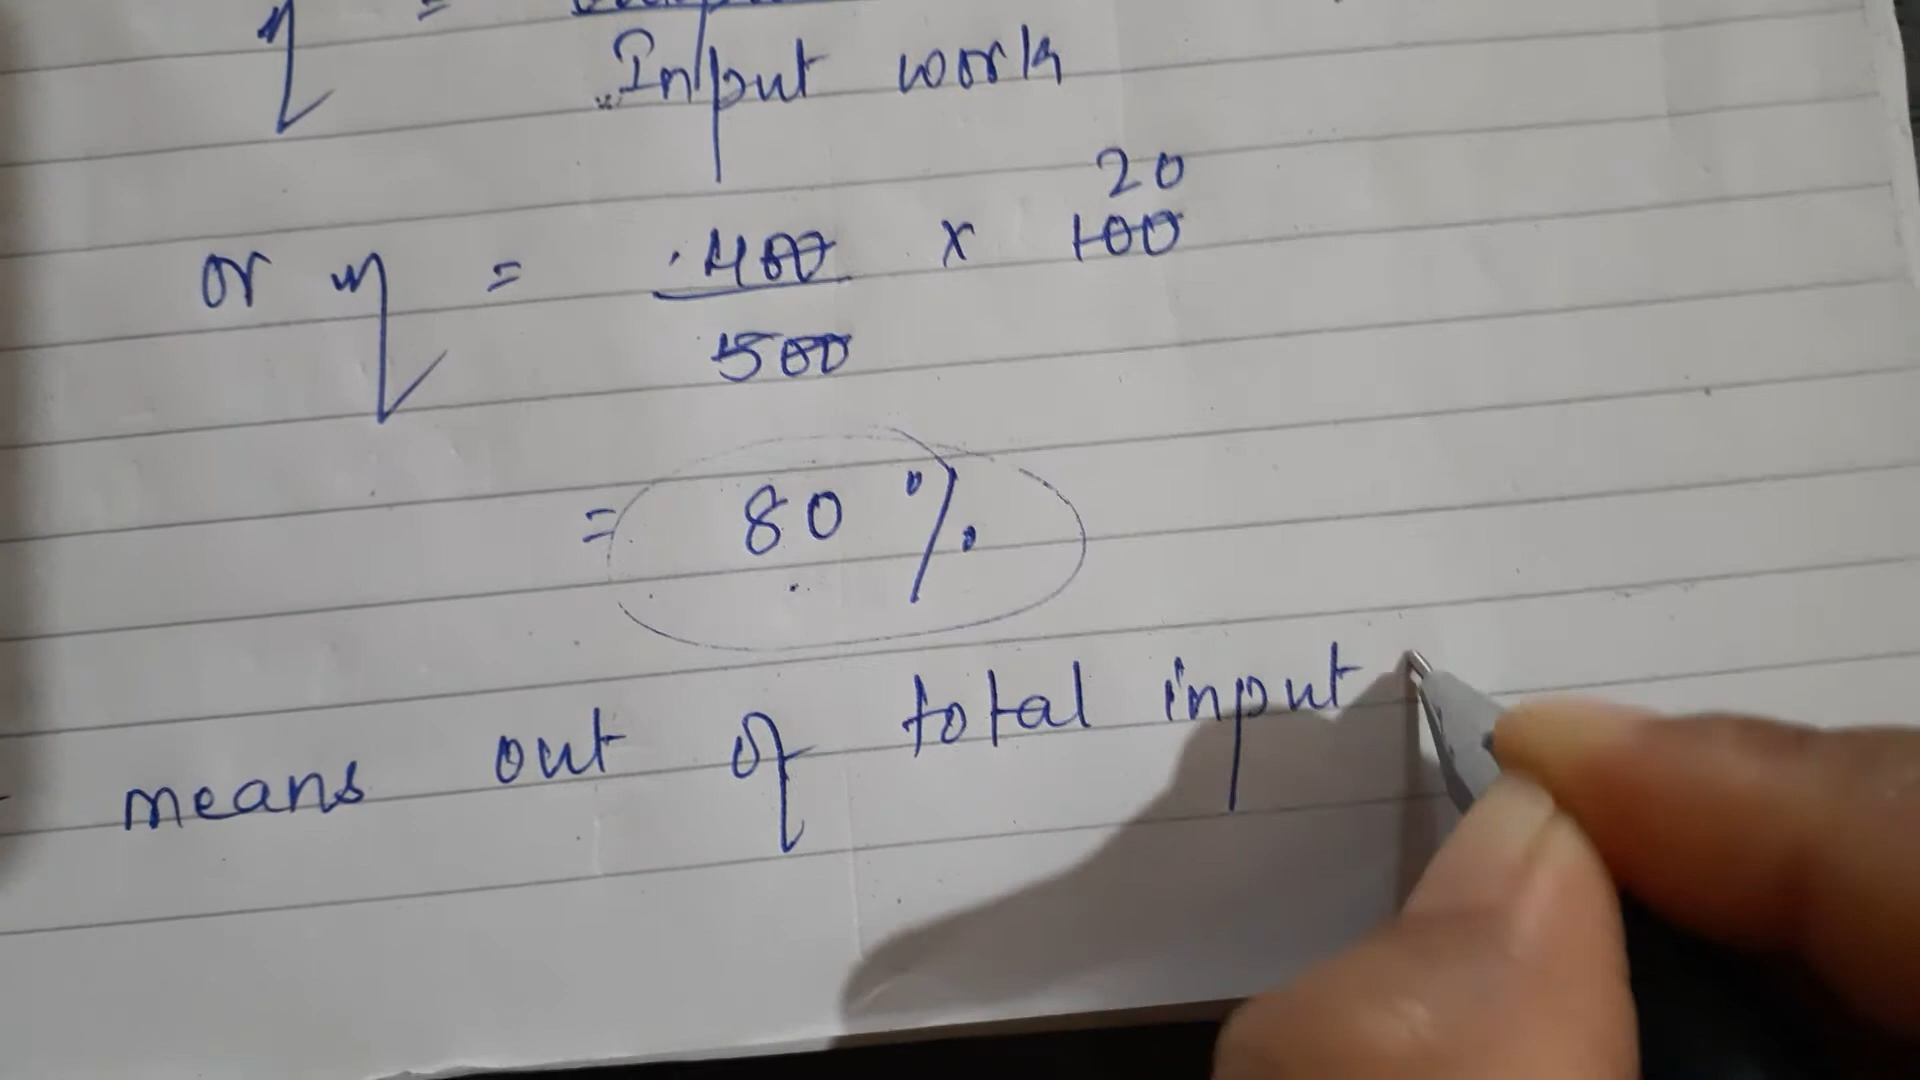 η =
Input work
20
or η = 400 x 100
500
= 80 %
means out of total input